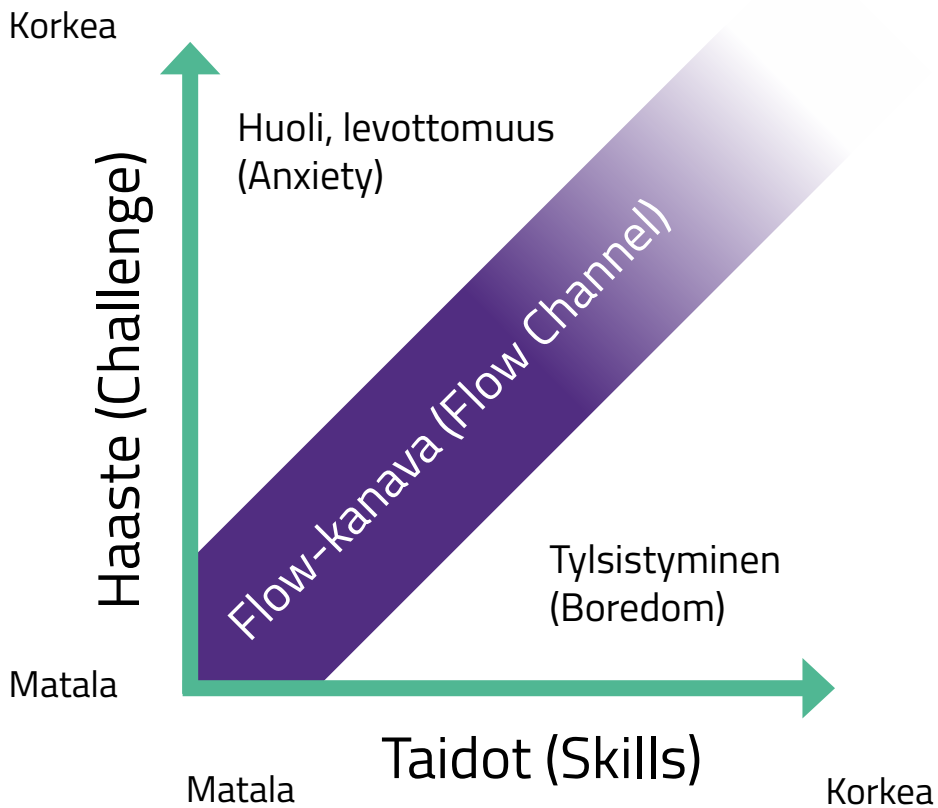 Korkea
Huoli, levottomuus
(Anxiety)
Haaste (Challenge)
Flow-kanava (Flow Channel)
Tylsistyminen
(Boredom)
Matala
Taidot (Skills)
Matala
Korkea